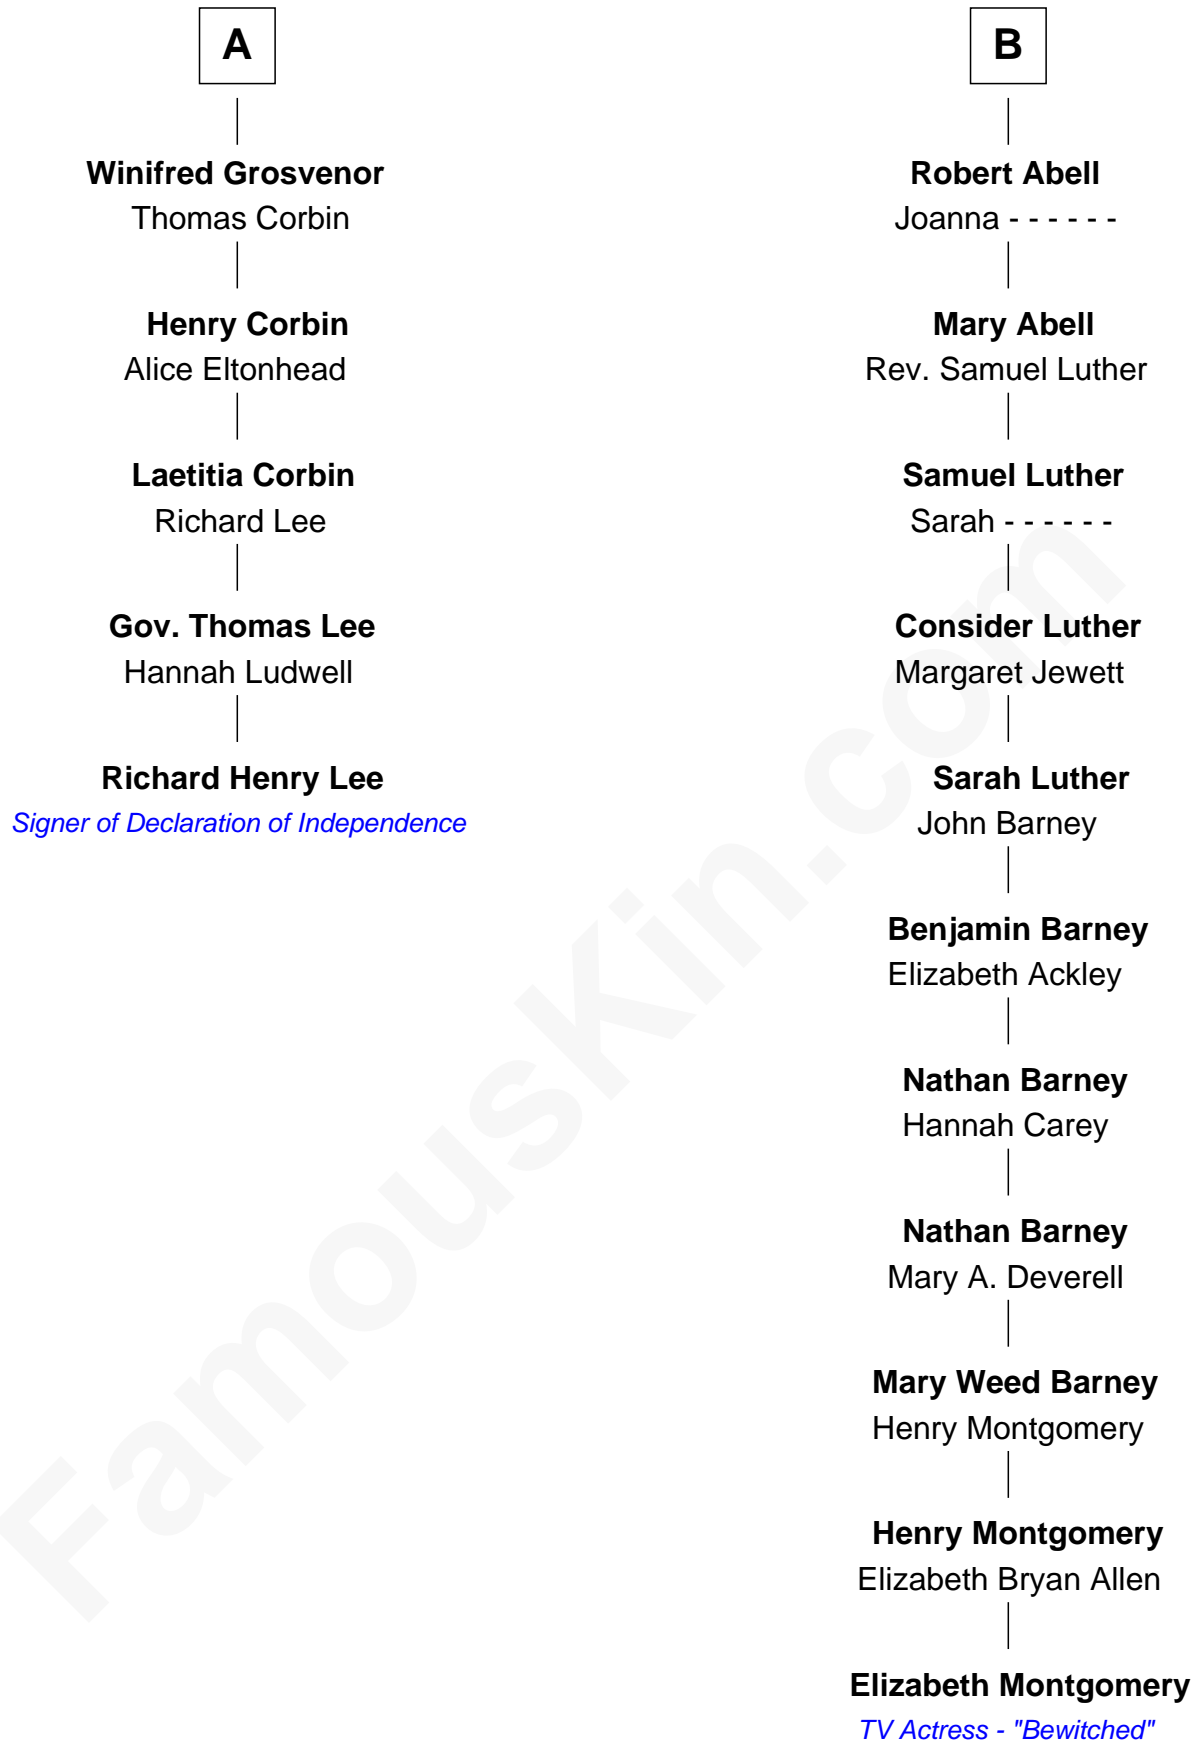 A
Winifred Grosvenor
Thomas Corbin
Henry Corbin
Alice Eltonhead
Laetitia Corbin
Richard Lee
Gov. Thomas Lee
Hannah Ludwell
Richard Henry Lee
Signer of Declaration of Independence
B
Robert Abell
Joanna - - - - - -
Mary Abell
Rev. Samuel Luther
Samuel Luther
Sarah - - - - - -
Consider Luther
Margaret Jewett
Sarah Luther
John Barney
Benjamin Barney
Elizabeth Ackley
Nathan Barney
Hannah Carey
Nathan Barney
Mary A. Deverell
Mary Weed Barney
Henry Montgomery
Henry Montgomery
Elizabeth Bryan Allen
Elizabeth Montgomery
TV Actress - "Bewitched"
FamousKin.com